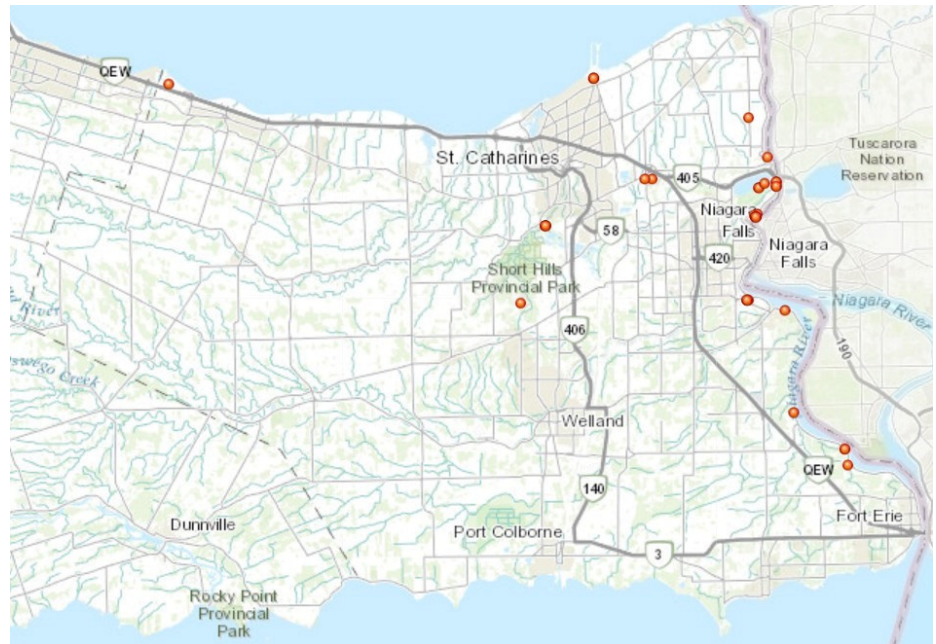 QEW
St. Catharines
405
Tuscarora
Nation
Reservation
Niagara
Falls
58
Niagara
Falls
420
Short Hills
Provincial Park
Niagara River
River
406
190
Niagara River
Oswego Creek
Welland
QEW
140
Dunnville
Port Colborne
Fort Erie
3
Rocky Point
Provincial
Park